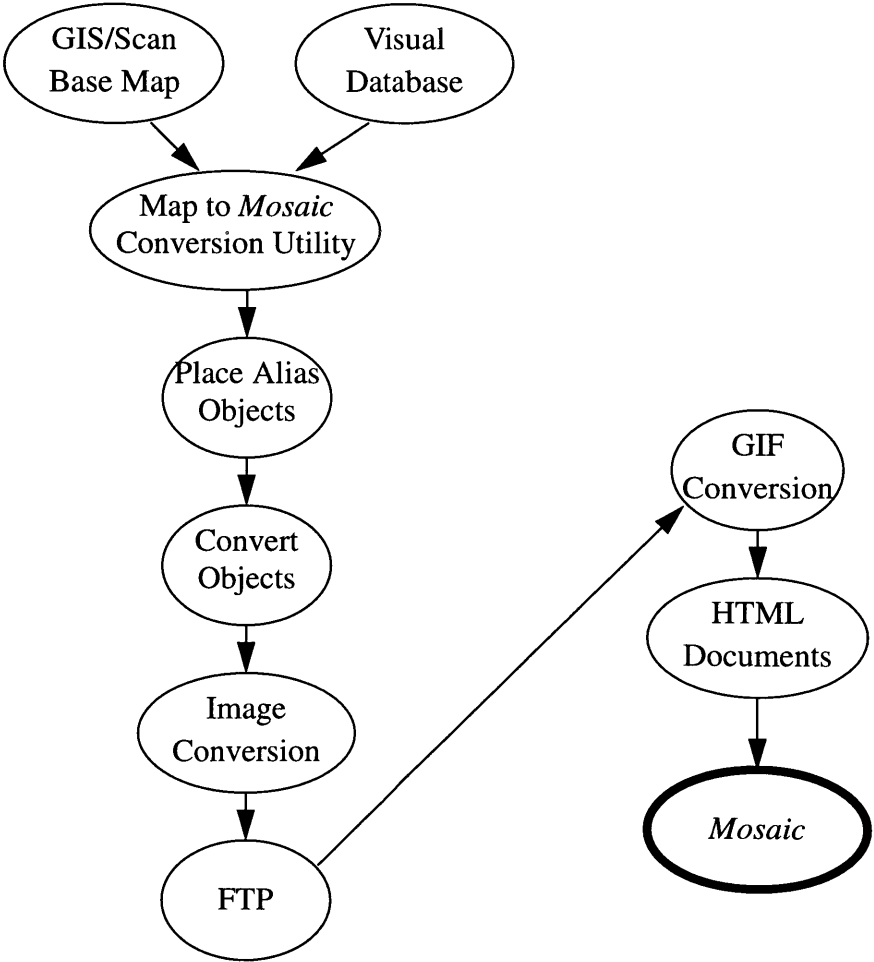 GIS/Scan
Base Map
Visual
Database
Map to Mosaic
Conversion Utility
Place Alias
Objects
Convert
Objects
Image
Conversion
FTP
GIF
Conversion
HTML
Documents
Mosaic